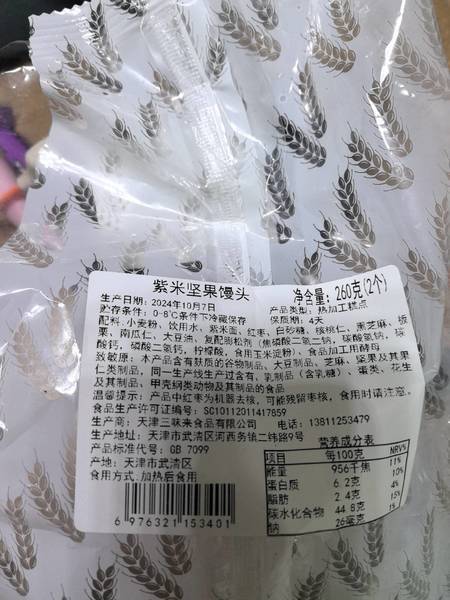 紫米坚果馒头
净含量：260克(2个)
生产日期：2024年10月7日
产品类型：热加工糕点
贮存条件：0-8℃条件下冷藏保存
保质期：4天
配料：小麦粉、饮用水、紫米面、红枣、白砂糖、核桃仁、黑芝麻、板
栗、南瓜仁、大豆油、复配膨松剂（焦磷酸二氢二钠，碳酸氢钠，碳
酸钙，磷酸二氢钙，柠檬酸，食用玉米淀粉）、食品加工用酵母
致敏原：本产品含有麸质的谷物制品、大豆制品、芝麻、坚果及其果
仁类制品，同一生产线生产过含有，乳制品（含乳糖）、蛋类、花生
及其制品、甲壳纲类动物及其制品的食品
温馨提示：产品中红枣为机器去核，可能残留枣核，食用时请注意。
食品生产许可证编号：SC10112011417859
生产商：天津三味来食品有限公司 电话：13811253479
生产地址：天津市武清区河西务镇二纬路9号
产品标准代号：GB 7099
产地：天津市武清区
食用方式：加热后食用
营养成分表
项目 每100克 NRV%
能量 956千焦 11%
蛋白质 6.2克 10%
脂肪 2.4克 4%
碳水化合物 44.8克 15%
钠 26毫克 1%
6 976321 153401